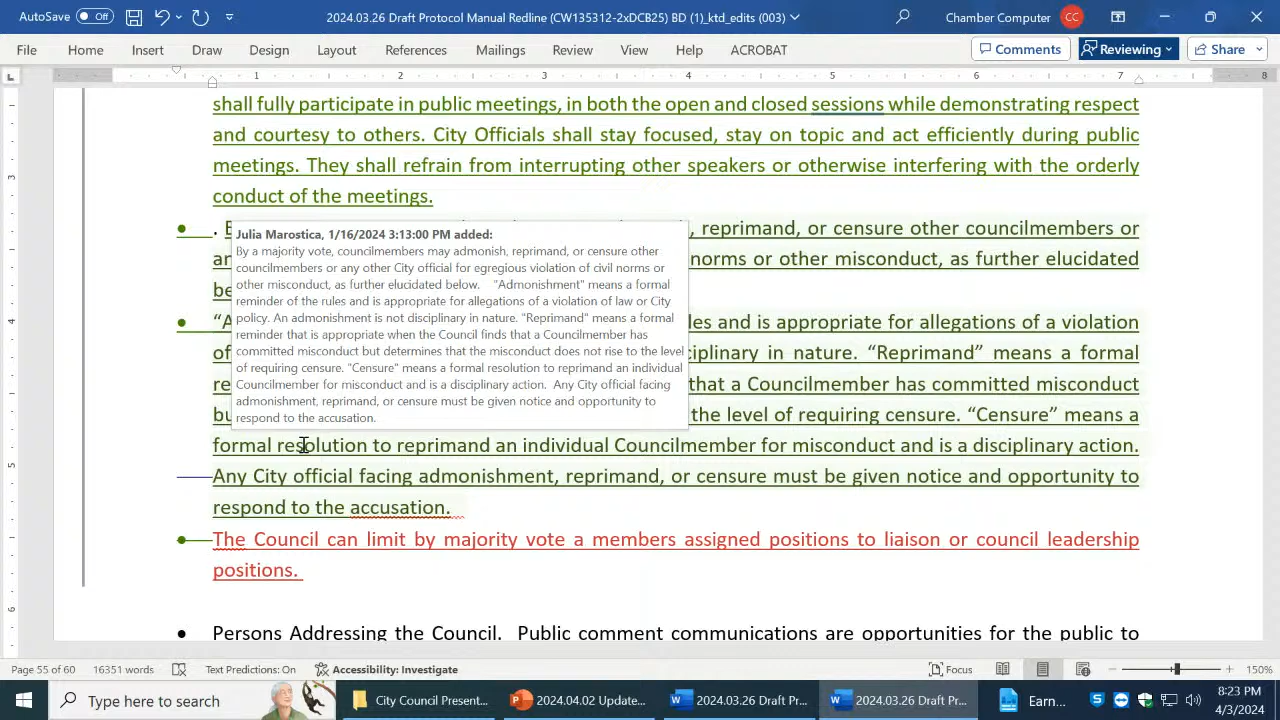 AutoSave Off 2024.03.26 Draft Protocol Manual Redline (CW135312-2xDCB25) BD (1)_ktd_edits (003) Chamber Computer CC
File Home Insert Draw Design Layout References Mailings Review View Help ACROBAT Comments Reviewing Share
1 2 3 4 5 6 7 8
shall fully participate in public meetings, in both the open and closed sessions while demonstrating respect
and courtesy to others. City Officials shall stay focused, stay on topic and act efficiently during public
meetings. They shall refrain from interrupting other speakers or otherwise interfering with the orderly
conduct of the meetings.
• . , reprimand, or censure other councilmembers or
norms or other misconduct, as further elucidated
Julia Marostica, 1/16/2024 3:13:00 PM added:
By a majority vote, councilmembers may admonish, reprimand, or censure other
councilmembers or any other City official for egregious violation of civil norms or
other misconduct, as further elucidated below. "Admonishment" means a formal
reminder of the rules and is appropriate for allegations of a violation of law or City
policy. An admonishment is not disciplinary in nature. "Reprimand" means a formal
reminder that is appropriate when the Council finds that a Councilmember has
committed misconduct but determines that the misconduct does not rise to the level
of requiring censure. "Censure" means a formal resolution to reprimand an individual
Councilmember for misconduct and is a disciplinary action. Any City official facing
admonishment, reprimand, or censure must be given notice and opportunity to
respond to the accusation.
• “A les and is appropriate for allegations of a violation
of ciplinary in nature. “Reprimand” means a formal
re that a Councilmember has committed misconduct
bu the level of requiring censure. “Censure” means a
formal resolution to reprimand an individual Councilmember for misconduct and is a disciplinary action.
Any City official facing admonishment, reprimand, or censure must be given notice and opportunity to
respond to the accusation.
• The Council can limit by majority vote a members assigned positions to liaison or council leadership
positions.
• Persons Addressing the Council. Public comment communications are opportunities for the public to
3
4
5
6
Page 55 of 60 16351 words Text Predictions: On Accessibility: Investigate Focus 150%
Type here to search City Council Present... 2024.04.02 Update... 2024.03.26 Draft Pr... 2024.03.26 Draft Pr... Earn... 8:23 PM
4/3/2024